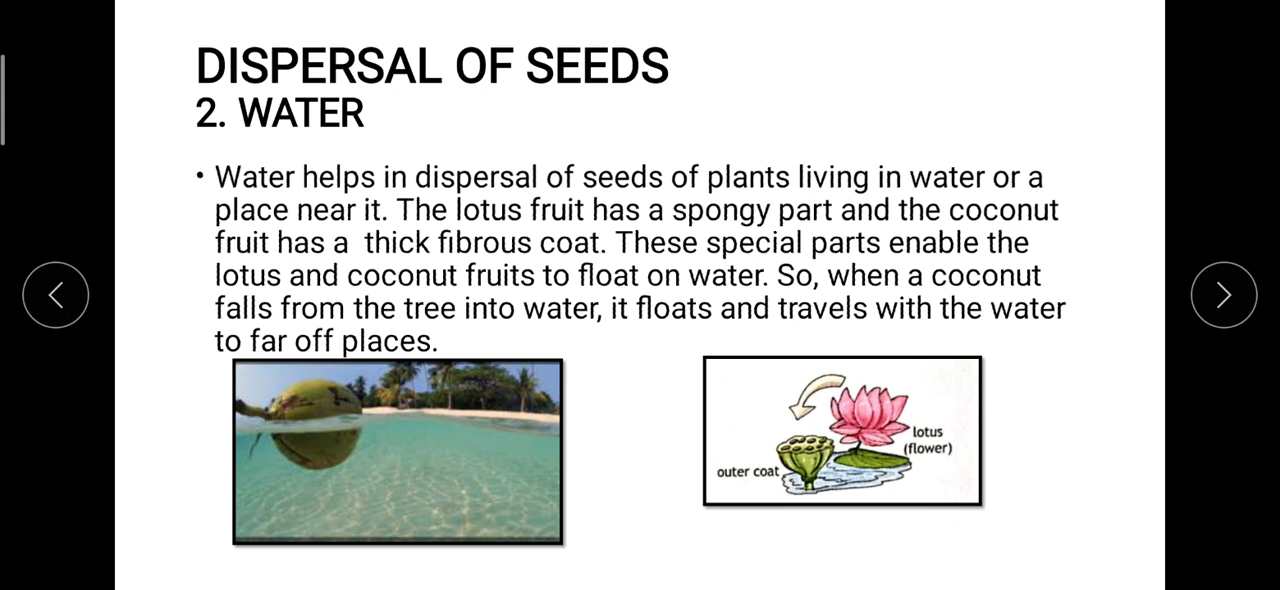 DISPERSAL OF SEEDS
2. WATER
• Water helps in dispersal of seeds of plants living in water or a
place near it. The lotus fruit has a spongy part and the coconut
fruit has a  thick fibrous coat. These special parts enable the
lotus and coconut fruits to float on water. So, when a coconut
falls from the tree into water, it floats and travels with the water
to far off places.
lotus
(flower)
outer coat